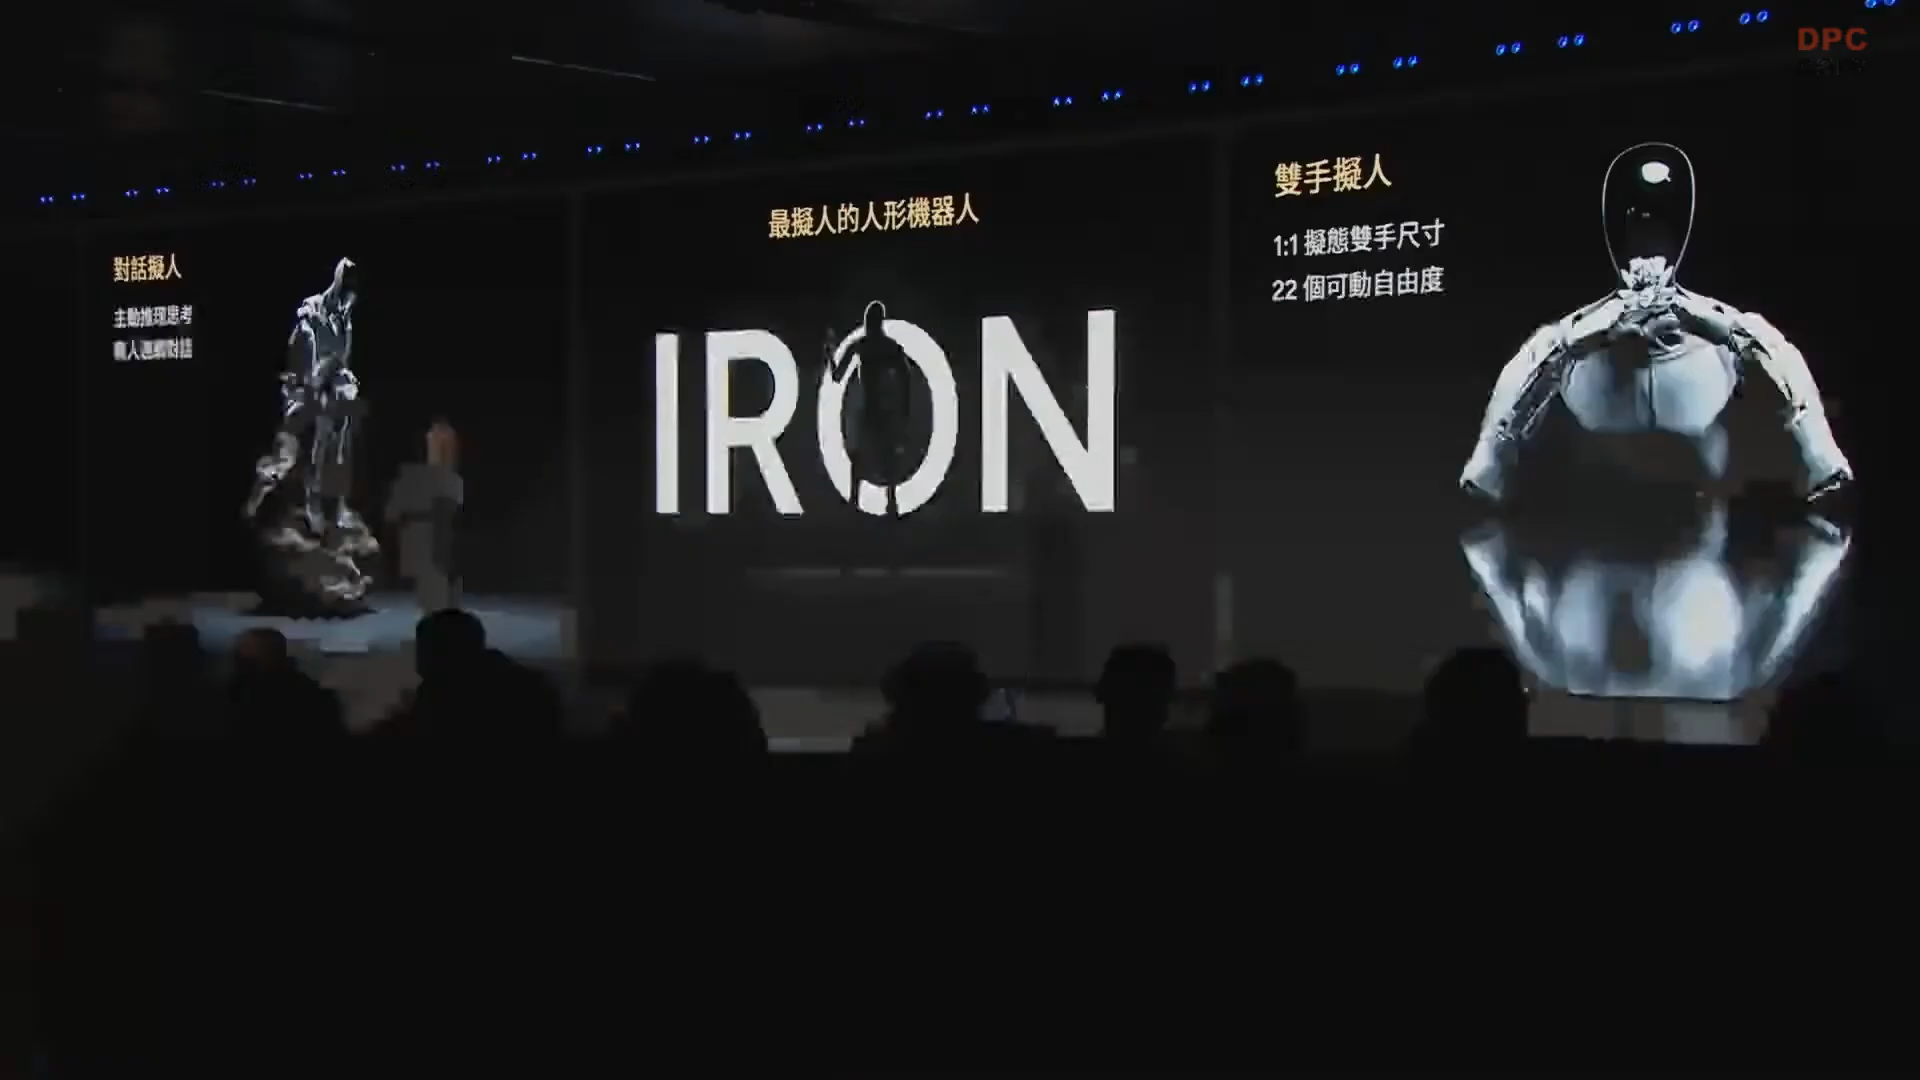 DPC
對話擬人
主動推理思考
最擬人的人形機器人
IRON
雙手擬人
1:1 擬態雙手尺寸
22 個可動自由度